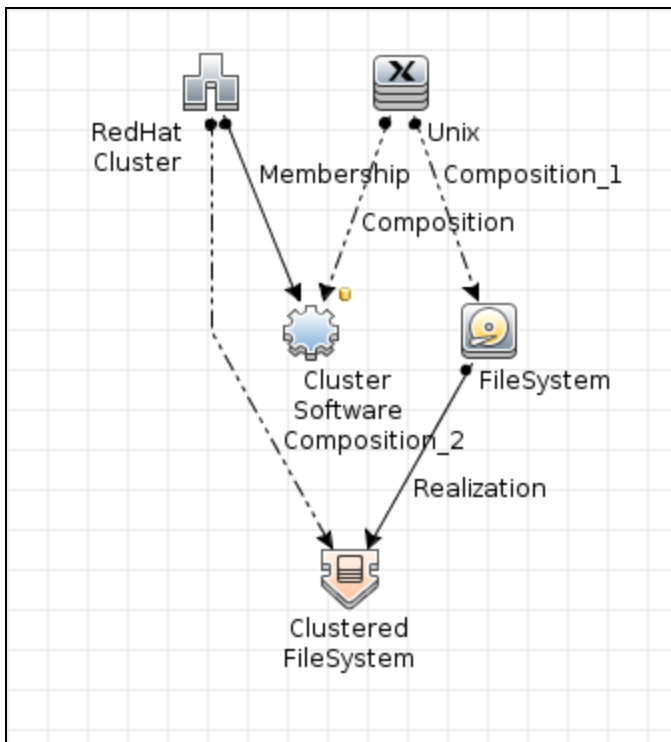 RedHat
Cluster
Unix
Membership
Composition_1
Composition
Cluster
Software
FileSystem
Composition_2
Realization
Clustered
FileSystem